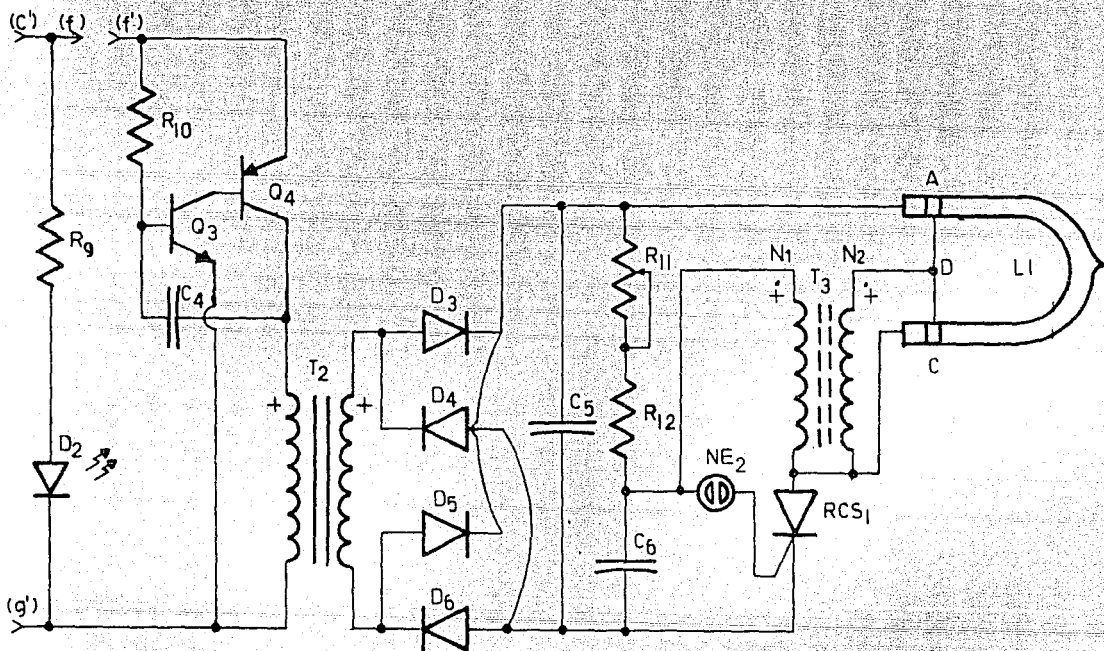 (C') (f) (f')
R10
Q4
Q3
R9
C4
D3
T2
+ +
D4
D2
D5
D6
(g')
C5
R11
R12
C6
NE2
N1 N2
T3
+ +
RCS1
A
D
L1
C